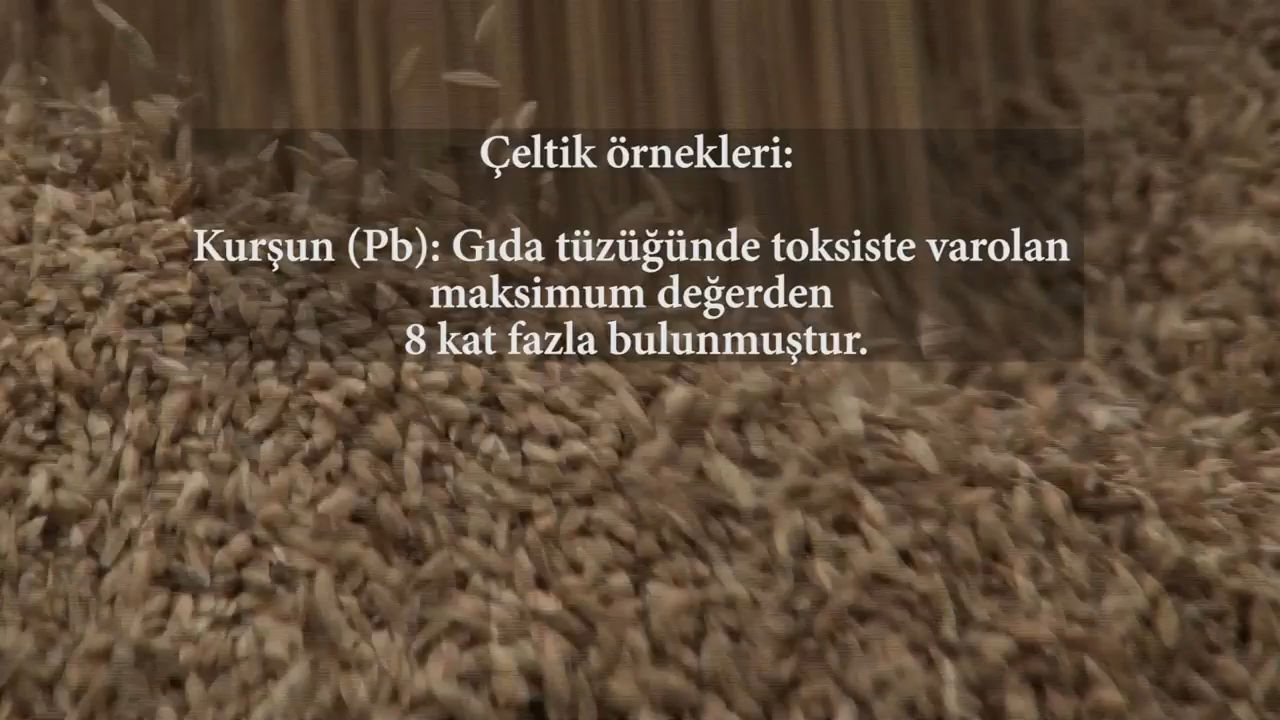 Çeltik örnekleri:
Kurşun (Pb): Gıda tüzüğünde toksiste varolan
maksimum değerden
8 kat fazla bulunmuştur.